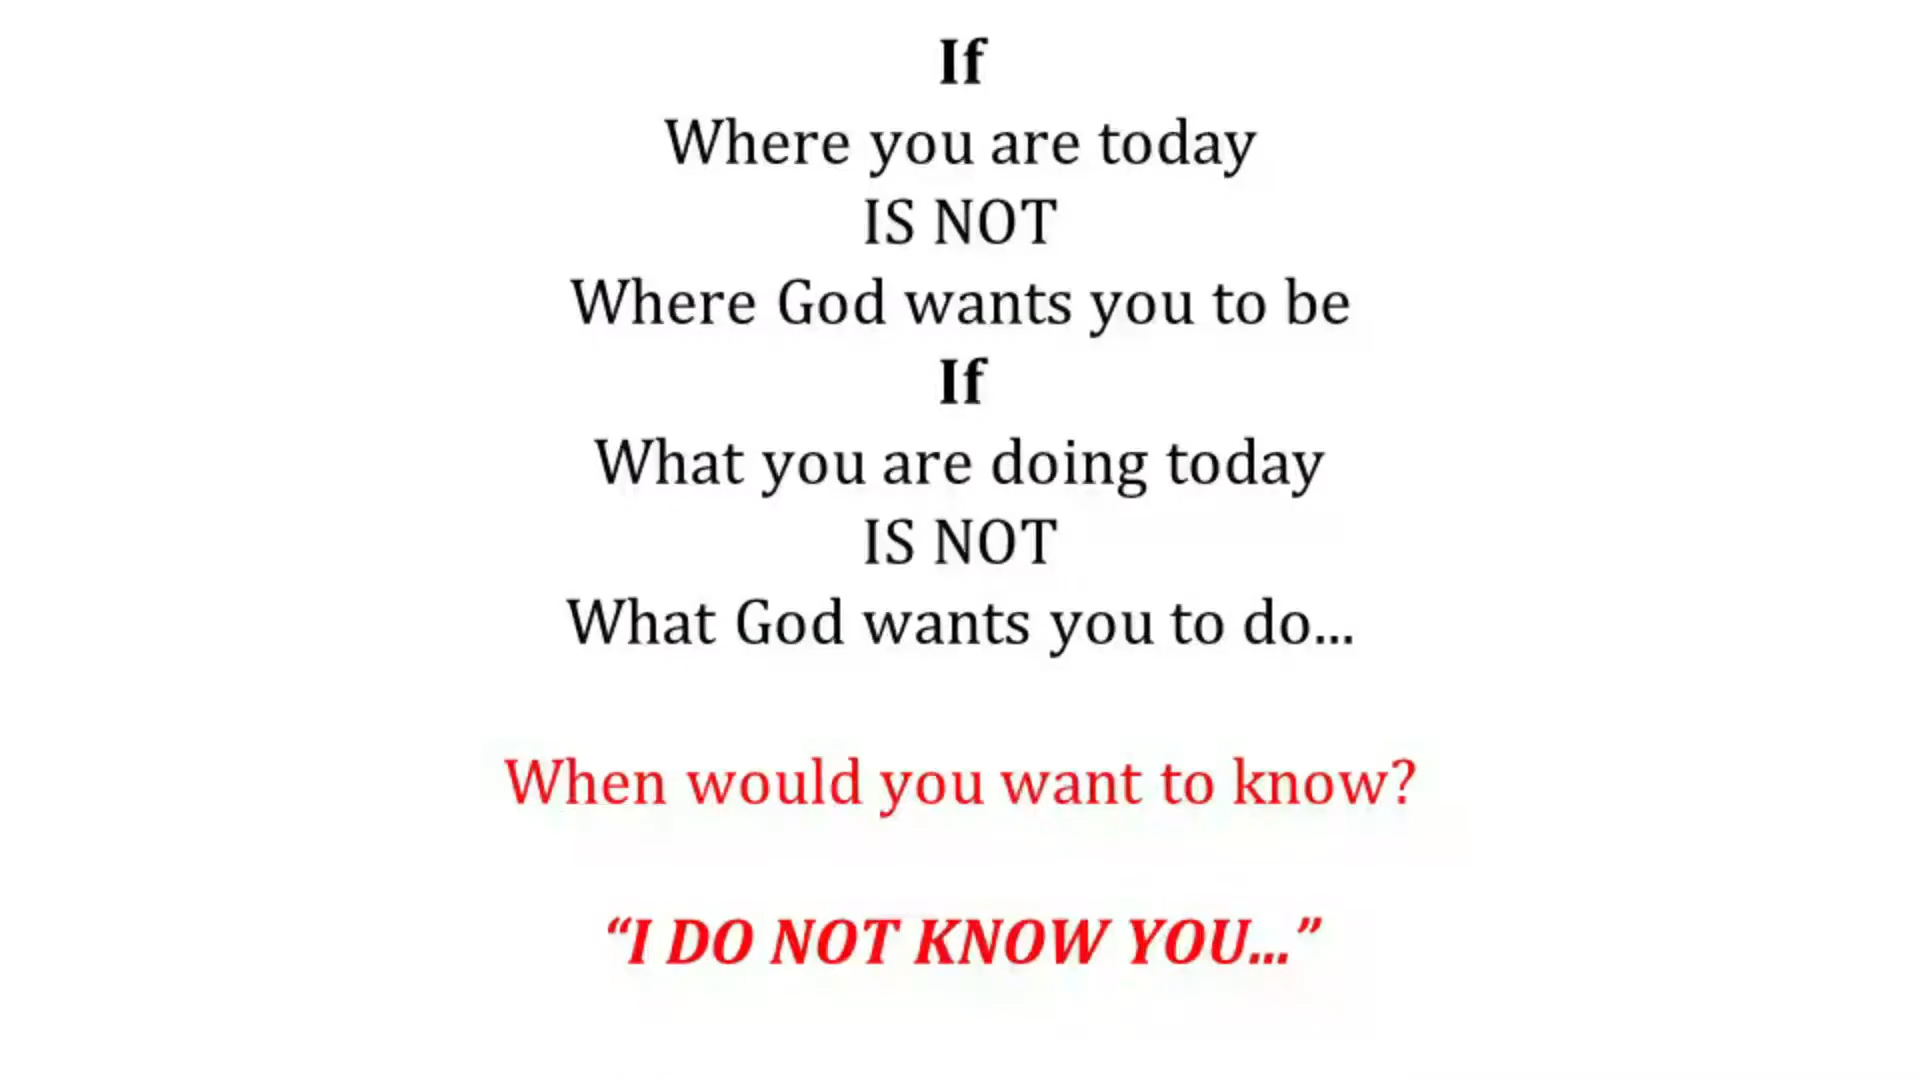 If
Where you are today
IS NOT
Where God wants you to be
If
What you are doing today
IS NOT
What God wants you to do...
When would you want to know?
“I DO NOT KNOW YOU...”